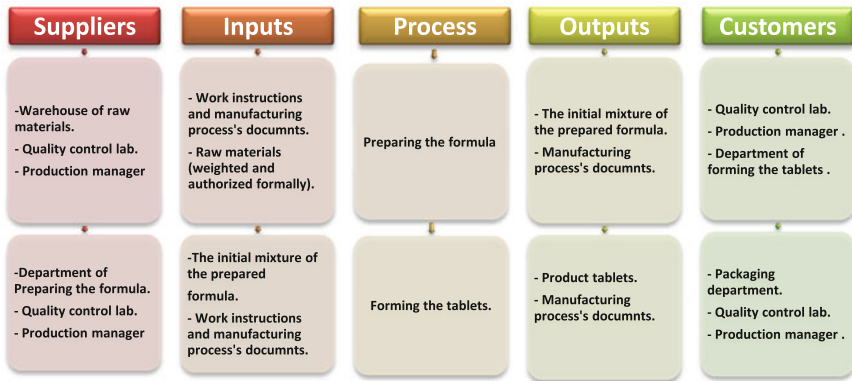 Suppliers
Inputs
Process
Outputs
Customers
-Warehouse of raw
materials.
- Quality control lab.
- Production manager
- Work instructions
and manufacturing
process's documnts.
- Raw materials
(weighted and
authorized formally).
Preparing the formula
- The initial mixture of
the prepared formula.
- Manufacturing
process's documnts.
- Quality control lab.
- Production manager .
- Department of
forming the tablets .
-Department of
Preparing the formula.
- Quality control lab.
- Production manager
-The initial mixture of
the prepared
formula.
- Work instructions
and manufacturing
process's documnts.
Forming the tablets.
- Product tablets.
- Manufacturing
process's documnts.
- Packaging
department.
- Quality control lab.
- Production manager .